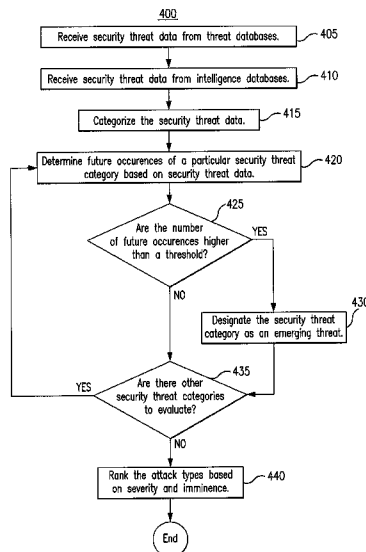 400
Receive security threat data from threat databases.
405
Receive security threat data from intelligence databases.
410
Categorize the security threat data.
415
Determine future occurences of a particular security threat
category based on security threat data.
420
425
Are the number
of future occurences higher
than a threshold?
YES
NO
430
Designate the security threat
category as an emerging threat.
435
Are there other
security threat categories
to evaluate?
YES
NO
Rank the attack types based
on severity and imminence.
440
End